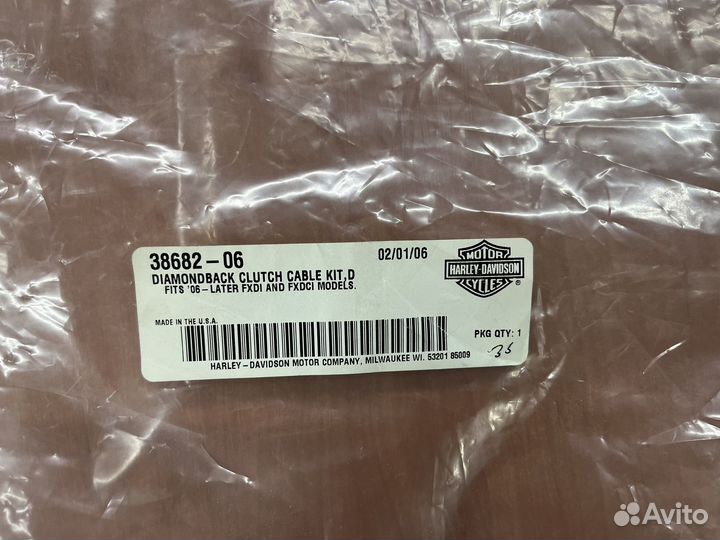 38682-06
02/01/06
DIAMONDBACK CLUTCH CABLE KIT,D
FITS '06-LATER FXDI AND FXDCI MODELS.
MOTOR
HARLEY-DAVIDSON
CYCLES
®
MADE IN THE U.S.A.
PKG QTY: 1
HARLEY-DAVIDSON MOTOR COMPANY, MILWAUKEE WI. 53201 85009
Avito